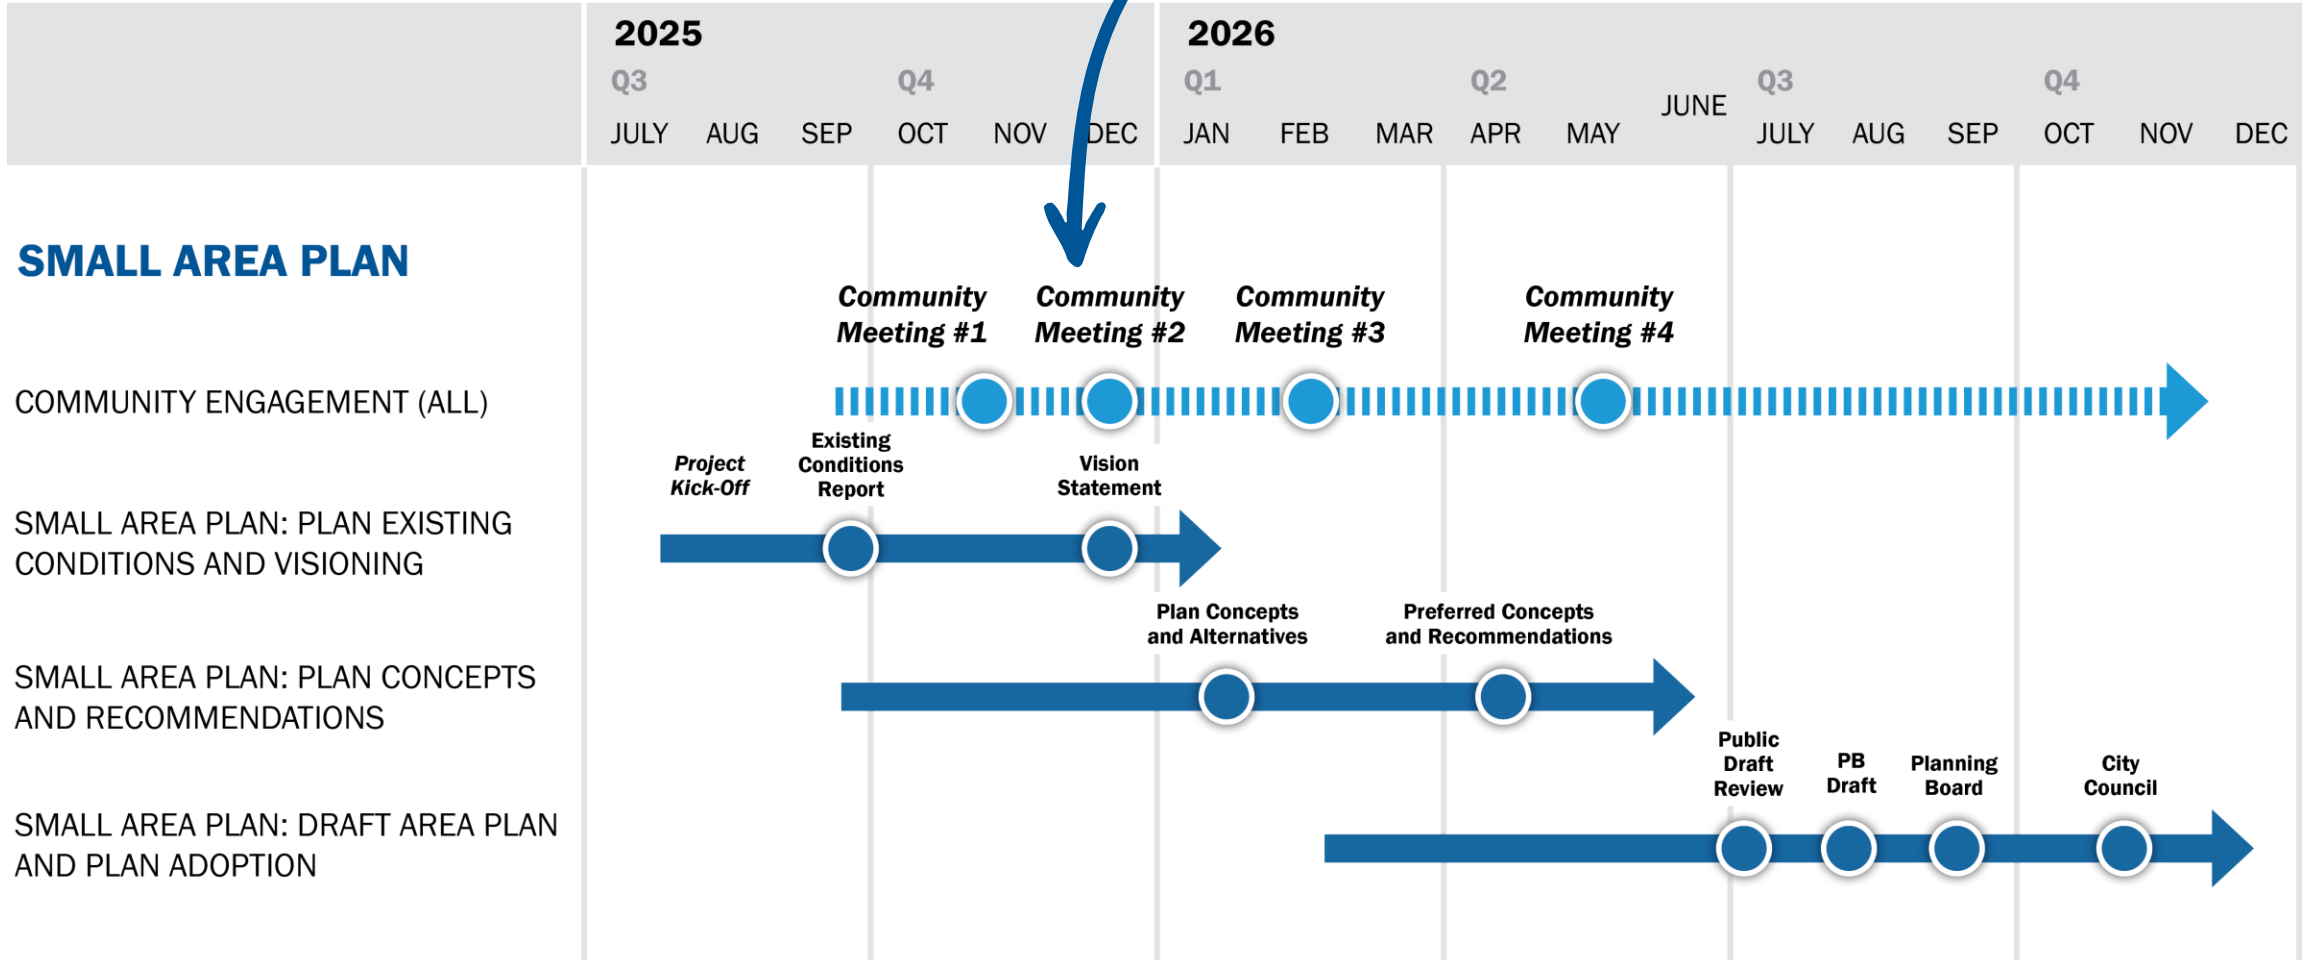 2025
2026
Q3
Q4
Q1
Q2
Q3
Q4
JULY AUG SEP OCT NOV DEC JAN FEB MAR APR MAY JUNE JULY AUG SEP OCT NOV DEC
SMALL AREA PLAN
Community
Meeting #1
Community
Meeting #2
Community
Meeting #3
Community
Meeting #4
COMMUNITY ENGAGEMENT (ALL)
Project
Kick-Off
Existing
Conditions
Report
Vision
Statement
SMALL AREA PLAN: PLAN EXISTING
CONDITIONS AND VISIONING
Plan Concepts
and Alternatives
Preferred Concepts
and Recommendations
SMALL AREA PLAN: PLAN CONCEPTS
AND RECOMMENDATIONS
Public
Draft
Review
PB
Draft
Planning
Board
City
Council
SMALL AREA PLAN: DRAFT AREA PLAN
AND PLAN ADOPTION